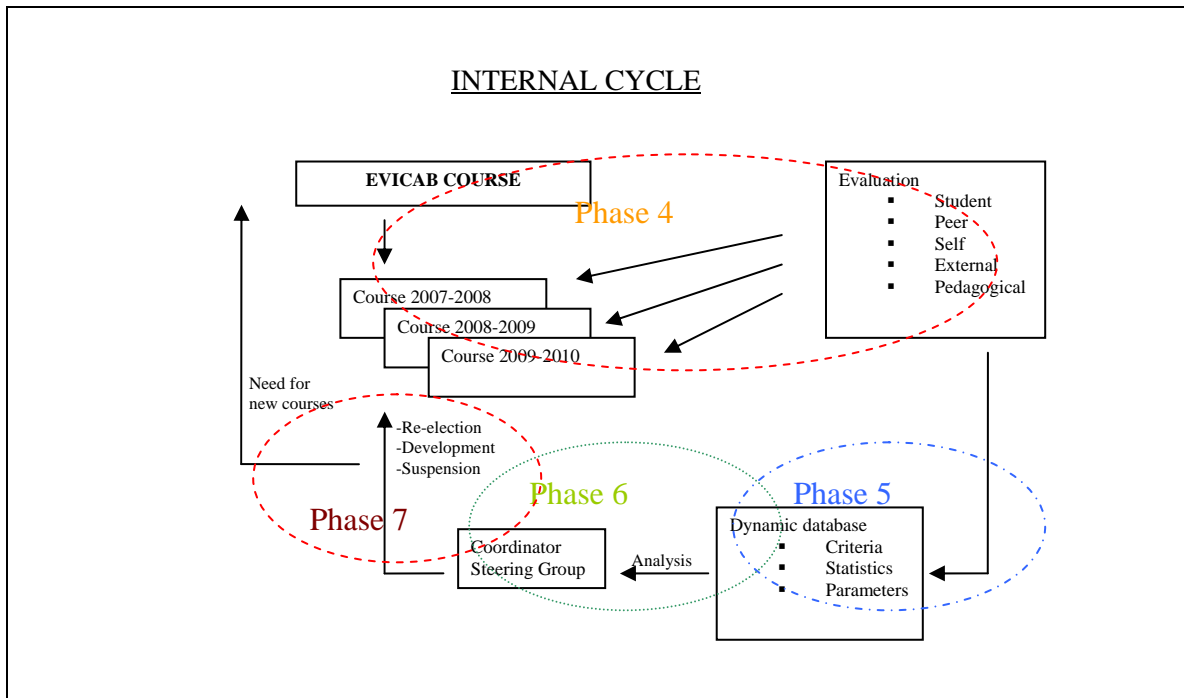 INTERNAL CYCLE
EVICAB COURSE
Evaluation
▪ Student
▪ Peer
▪ Self
▪ External
▪ Pedagogical
Phase 4
Course 2007-2008
Course 2008-2009
Course 2009-2010
Need for
new courses
-Re-election
-Development
-Suspension
Phase 7
Phase 6
Phase 5
Coordinator
Steering Group
Analysis
Dynamic database
▪ Criteria
▪ Statistics
▪ Parameters